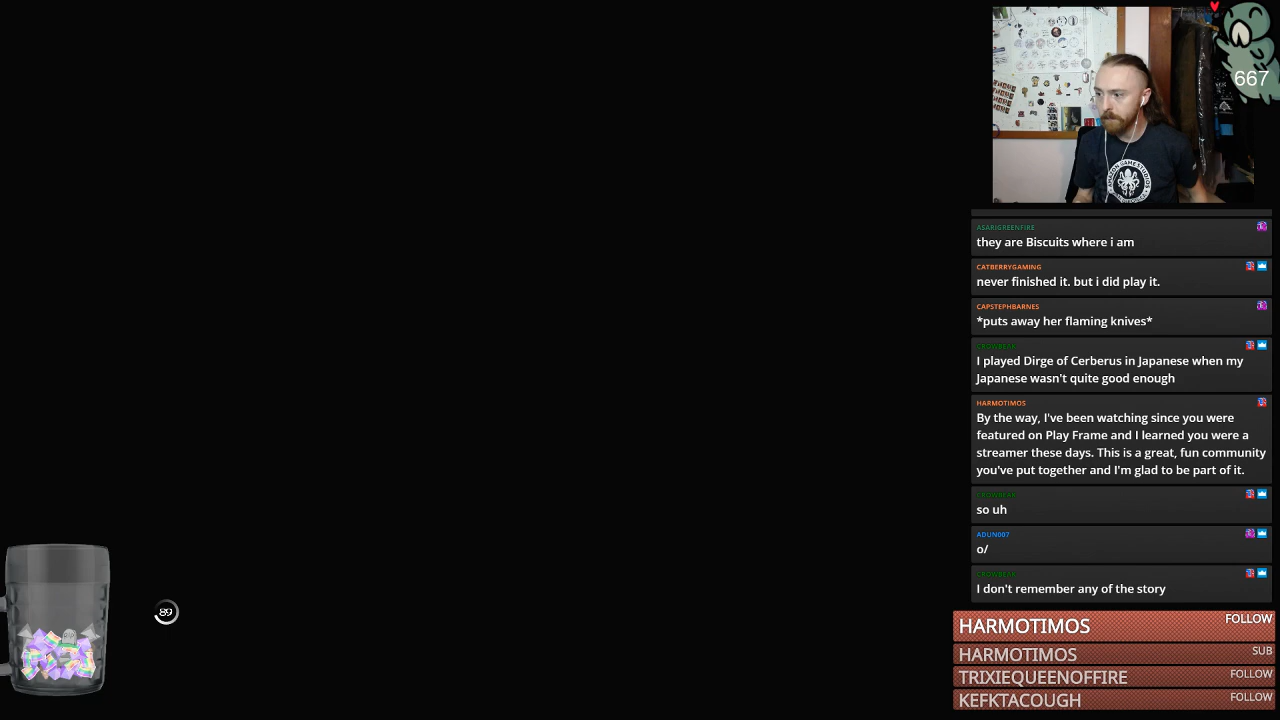 667
ASARIGREENFIRE
they are Biscuits where i am
CATBERRYGAMING
never finished it. but i did play it.
CAPSTEPHBARNES
*puts away her flaming knives*
CROWBEAK
I played Dirge of Cerberus in Japanese when my
Japanese wasn't quite good enough
HARMOTIMOS
By the way, I've been watching since you were
featured on Play Frame and I learned you were a
streamer these days. This is a great, fun community
you've put together and I'm glad to be part of it.
CROWBEAK
so uh
ADUN007
o/
CROWBEAK
I don't remember any of the story
89
HARMOTIMOS FOLLOW
HARMOTIMOS SUB
TRIXIEQUEENOFFIRE FOLLOW
KEFKTACOUGH FOLLOW